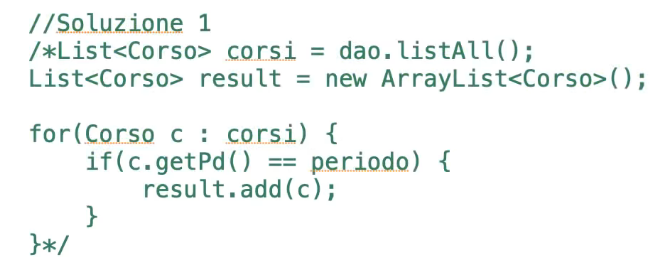 //Soluzione 1
/*List<Corso> corsi = dao.listAll();
List<Corso> result = new ArrayList<Corso>();
for(Corso c : corsi) {
if(c.getPd() == periodo) {
result.add(c);
}
}*/